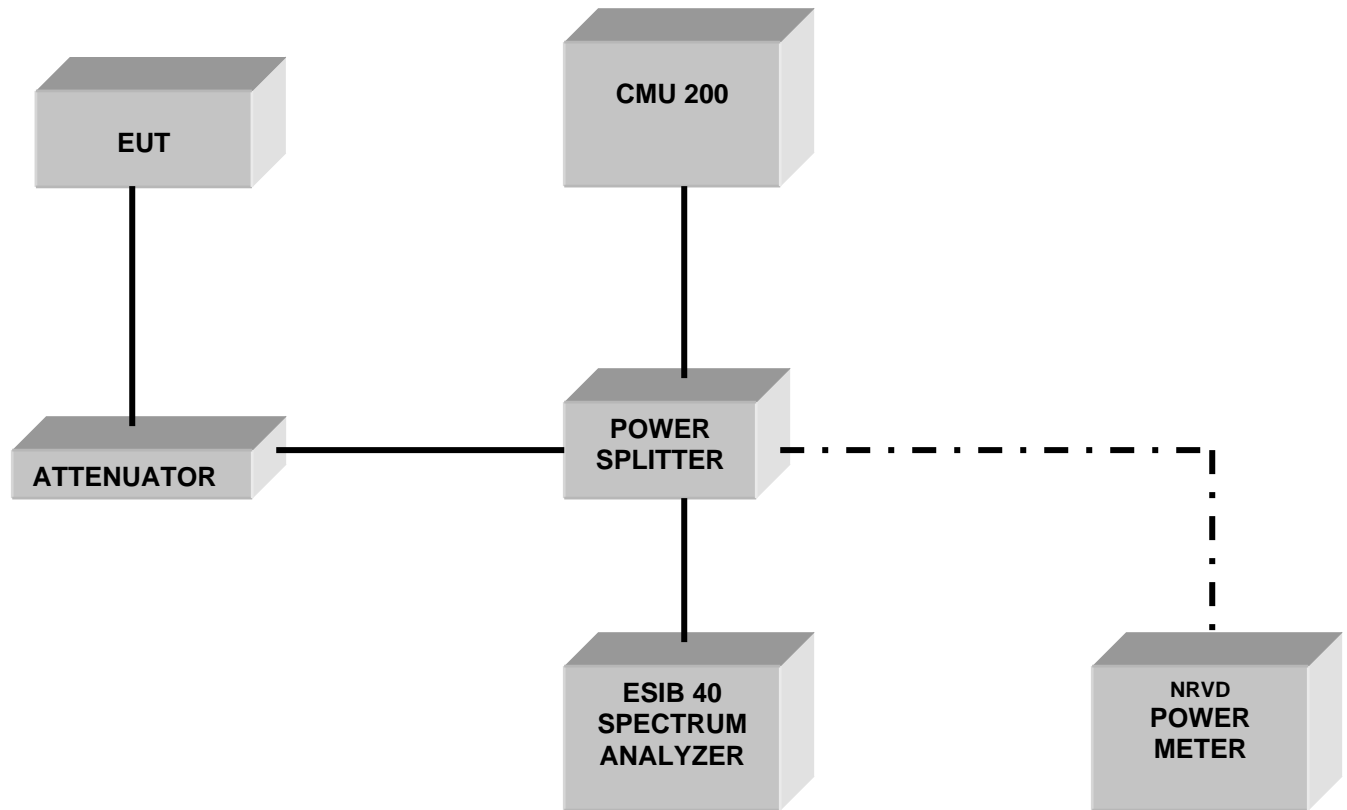 EUT
CMU 200
ATTENUATOR
POWER
SPLITTER
ESIB 40
SPECTRUM
ANALYZER
NRVD
POWER
METER